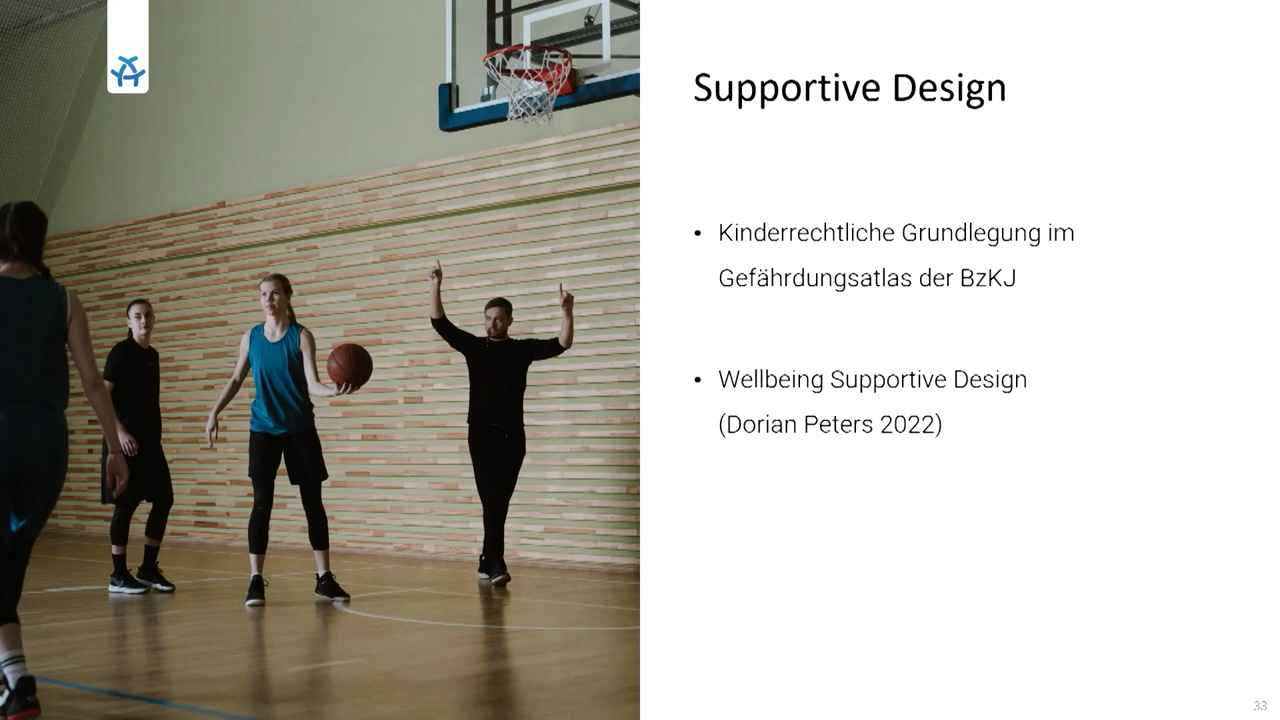 Supportive Design
• Kinderrechtliche Grundlegung im
Gefährdungsatlas der BzKJ
• Wellbeing Supportive Design
(Dorian Peters 2022)
33